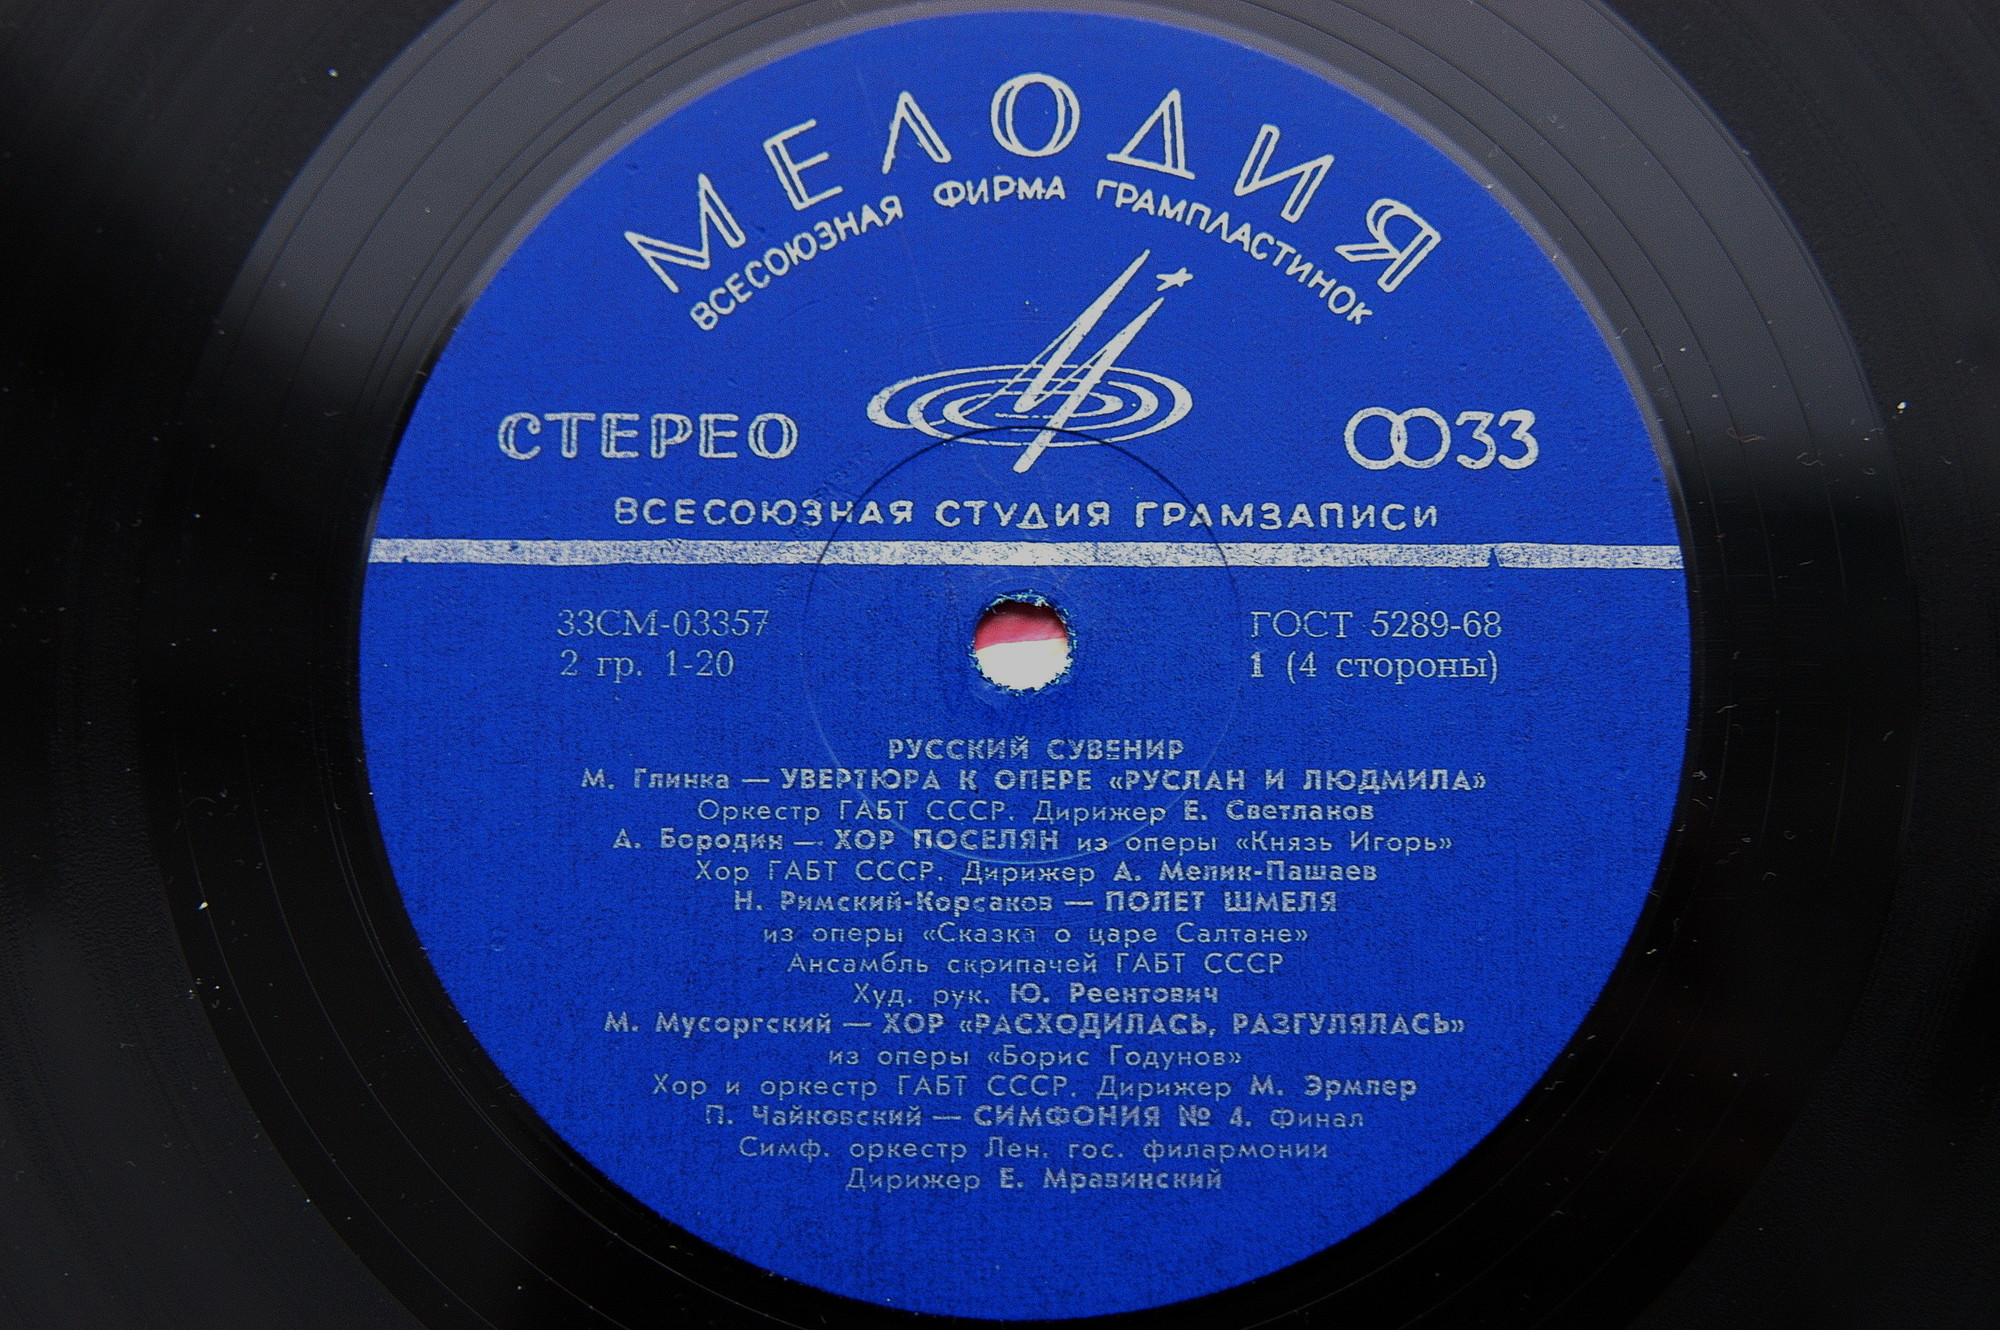 МЕЛОДИЯ
ВСЕСОЮЗНАЯ ФИРМА ГРАМПЛАСТИНОК
СТЕРЕО
33
ВСЕСОЮЗНАЯ СТУДИЯ ГРАМЗАПИСИ
33СМ-03357 ГОСТ 5289-68
2 гр. 1-20 1 (4 стороны)
РУССКИЙ СУВЕНИР
М. Глинка — УВЕРТЮРА К ОПЕРЕ «РУСЛАН И ЛЮДМИЛА»
Оркестр ГАБТ СССР. Дирижер Е. Светланов
А. Бородин — ХОР ПОСЕЛЯН из оперы «Князь Игорь»
Хор ГАБТ СССР. Дирижер А. Мелик-Пашаев
Н. Римский-Корсаков — ПОЛЕТ ШМЕЛЯ
из оперы «Сказка о царе Салтане»
Ансамбль скрипачей ГАБТ СССР
Худ. рук. Ю. Реентович
М. Мусоргский — ХОР «РАСХОДИЛАСЬ, РАЗГУЛЯЛАСЬ»
из оперы «Борис Годунов»
Хор и оркестр ГАБТ СССР. Дирижер М. Эрмлер
П. Чайковский — СИМФОНИЯ № 4. Финал
Симф. оркестр Лен. гос. филармонии
Дирижер Е. Мравинский